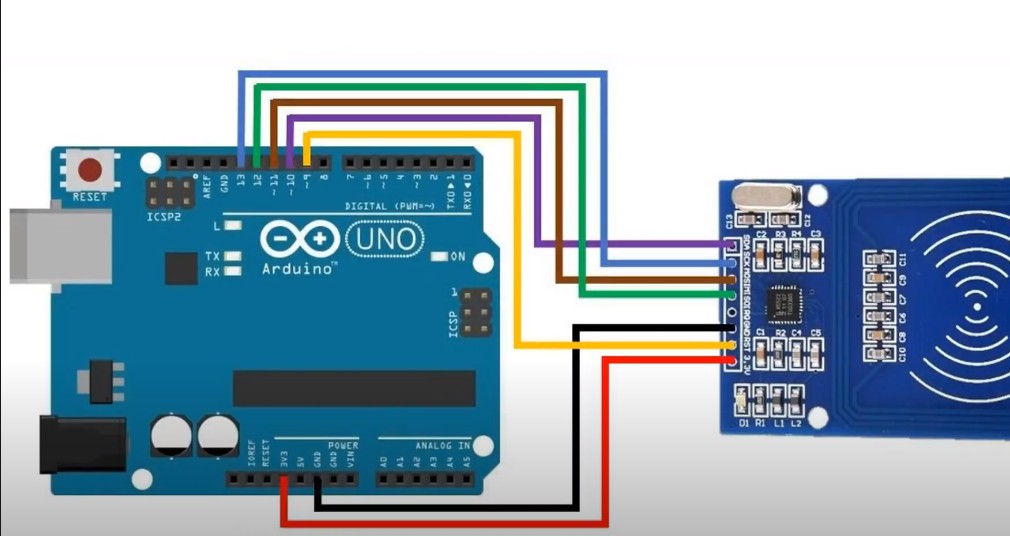 RESET
ICSP2
AREF
GND
13
12
~11
~10
~9
8
7
~6
~5
4
~3
2
TX0▶1
RX0◀0
DIGITAL (PWM=~)
L
TX
RX
UNO
Arduino™
ON
1
ICSP
POWER
ANALOG IN
IOREF
RESET
3V3
5V
GND
GND
VIN
A0
A1
A2
A3
A4
A5
C13
C12
C2
R3
R4
C3
SDA
SCK
MOSI
MISO
IRQ
GND
RST
3.3V
C1
R2
C4
C5
D1
R1
L1
L2
C11
C9
C7
C6
C8
C10